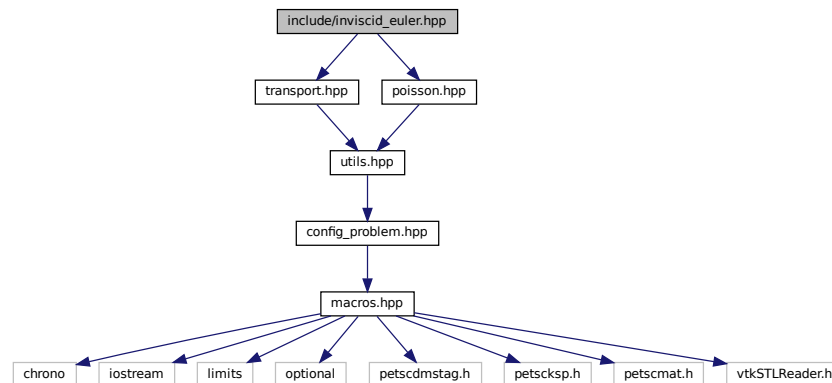 include/inviscid_euler.hpp
transport.hpp
poisson.hpp
utils.hpp
config_problem.hpp
macros.hpp
chrono
iostream
limits
optional
petscdmstag.h
petscksp.h
petscmat.h
vtkSTLReader.h